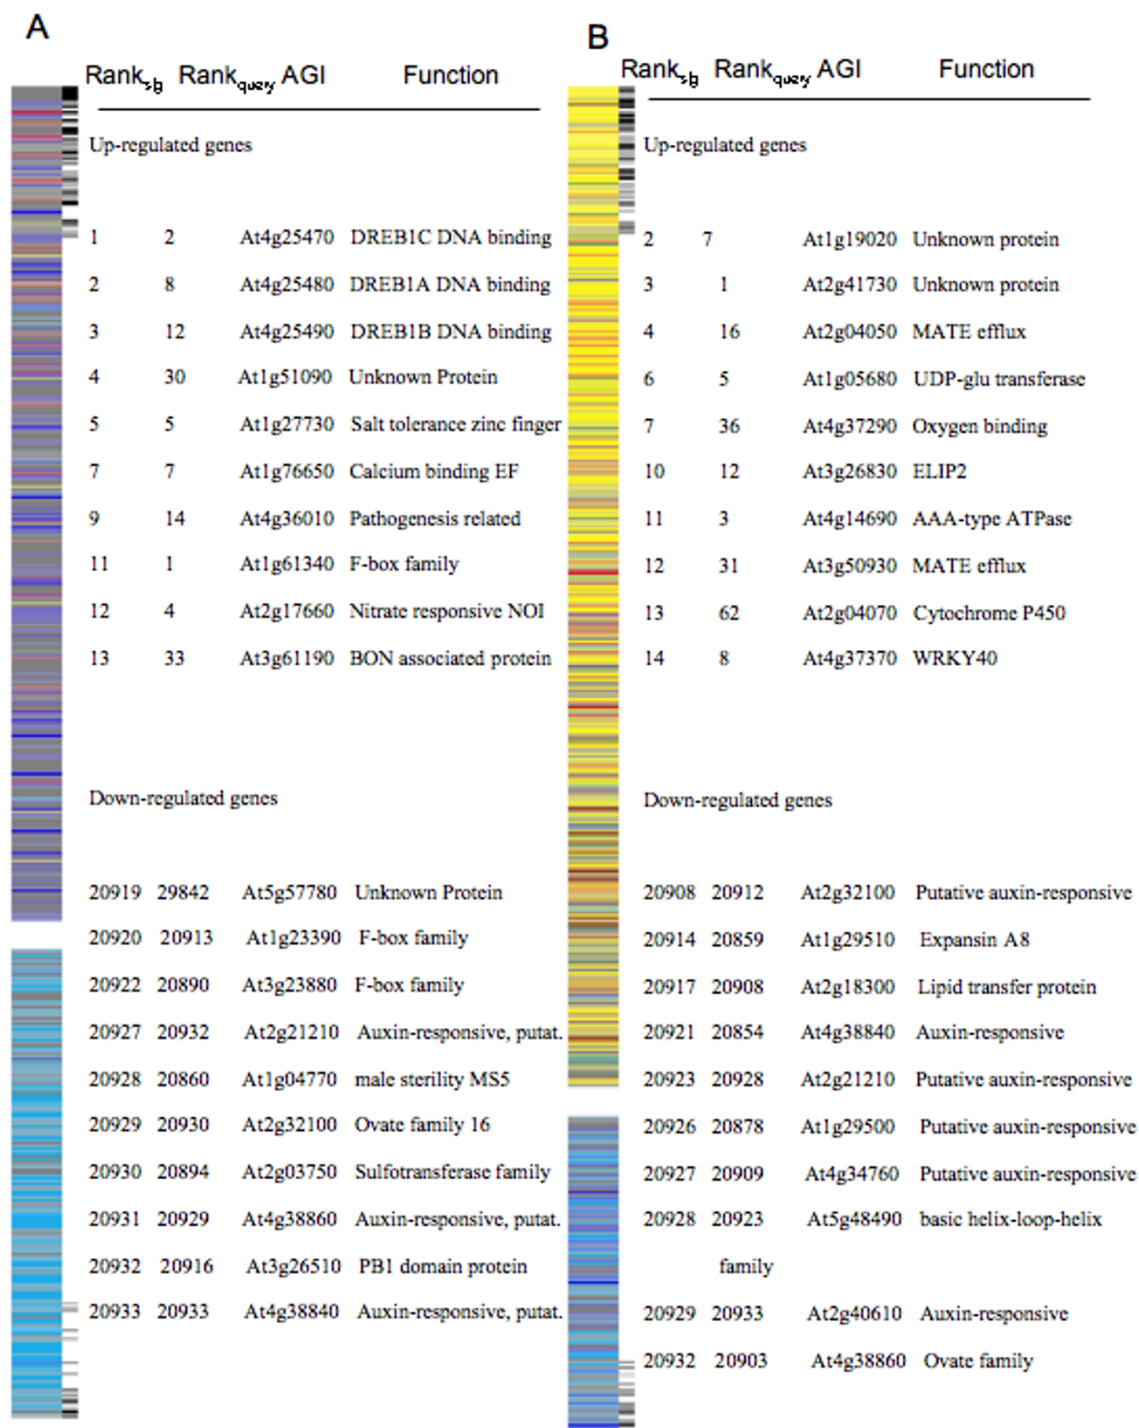 A
Rank sig Rank query AGI Function
Up-regulated genes
1 2 At4g25470 DREB1C DNA binding
2 8 At4g25480 DREB1A DNA binding
3 12 At4g25490 DREB1B DNA binding
4 30 At1g51090 Unknown Protein
5 5 At1g27730 Salt tolerance zinc finger
7 7 At1g76650 Calcium binding EF
9 14 At4g36010 Pathogenesis related
11 1 At1g61340 F-box family
12 4 At2g17660 Nitrate responsive NOI
13 33 At3g61190 BON associated protein
Down-regulated genes
20919 29842 At5g57780 Unknown Protein
20920 20913 At1g23390 F-box family
20922 20890 At3g23880 F-box family
20927 20932 At2g21210 Auxin-responsive, putat.
20928 20860 At1g04770 male sterility MS5
20929 20930 At2g32100 Ovate family 16
20930 20894 At2g03750 Sulfotransferase family
20931 20929 At4g38860 Auxin-responsive, putat.
20932 20916 At3g26510 PB1 domain protein
20933 20933 At4g38840 Auxin-responsive, putat.
B
Rank sig Rank query AGI Function
Up-regulated genes
2 7 At1g19020 Unknown protein
3 1 At2g41730 Unknown protein
4 16 At2g04050 MATE efflux
6 5 At1g05680 UDP-glu transferase
7 36 At4g37290 Oxygen binding
10 12 At3g26830 ELIP2
11 3 At4g14690 AAA-type ATPase
12 31 At3g50930 MATE efflux
13 62 At2g04070 Cytochrome P450
14 8 At4g37370 WRKY40
Down-regulated genes
20908 20912 At2g32100 Putative auxin-responsive
20914 20859 At1g29510 Expansin A8
20917 20908 At2g18300 Lipid transfer protein
20921 20854 At4g38840 Auxin-responsive
20923 20928 At2g21210 Putative auxin-responsive
20926 20878 At1g29500 Putative auxin-responsive
20927 20909 At4g34760 Putative auxin-responsive
20928 20923 At5g48490 basic helix-loop-helix
family
20929 20933 At2g40610 Auxin-responsive
20932 20903 At4g38860 Ovate family